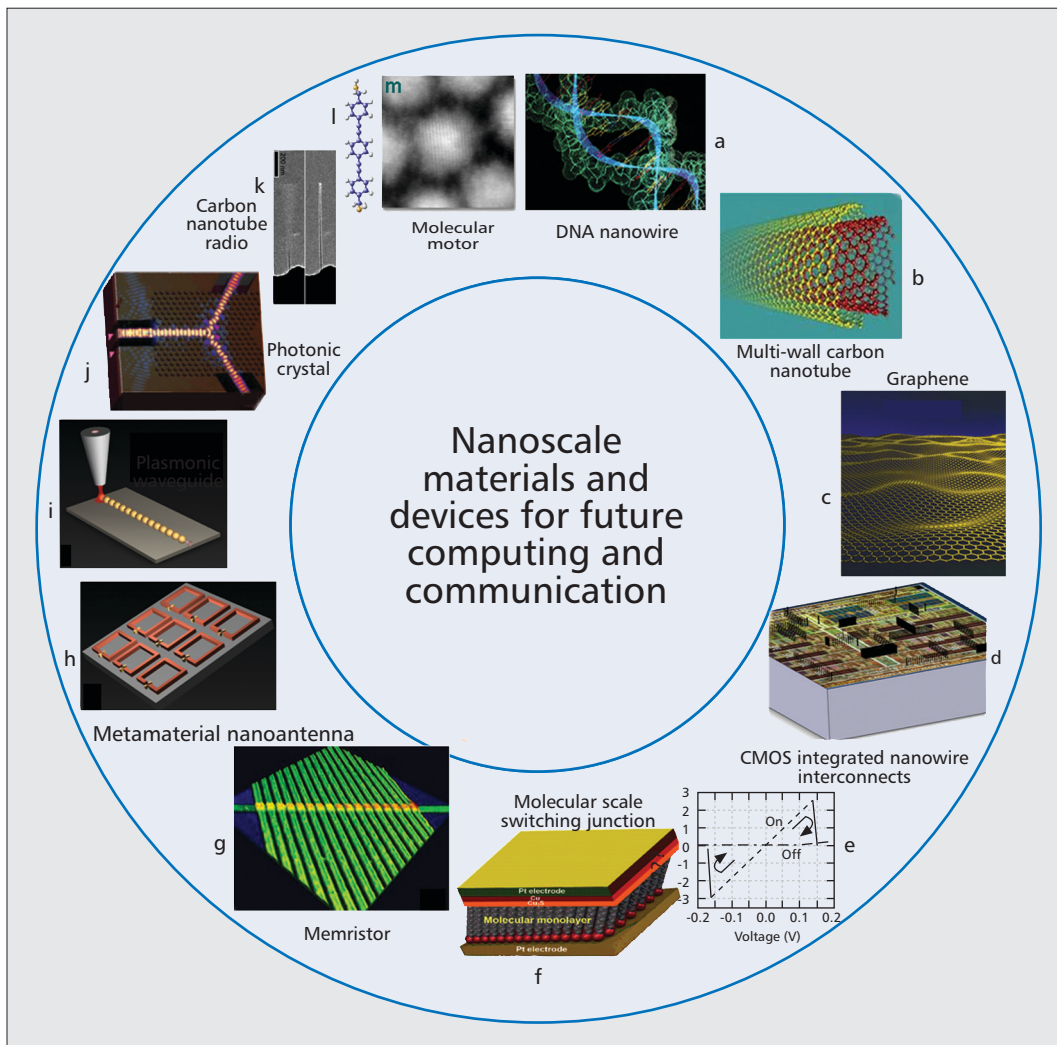 l
m
a
k
200 nm
Carbon
nanotube
radio
Molecular
motor
DNA nanowire
b
Multi-wall carbon
nanotube
j
Photonic
crystal
Graphene
Nanoscale
materials and
devices for future
computing and
communication
Plasmonic
waveguide
i
c
h
d
Metamaterial nanoantenna
CMOS integrated nanowire
interconnects
g
Memristor
Molecular scale
switching junction
Pt electrode
Cu
Cu2S
Molecular monolayer
Pt electrode
f
3
2
1
0
-1
-2
-3
On
Off
e
-0.2 -0.1 0.0 0.1 0.2
Voltage (V)